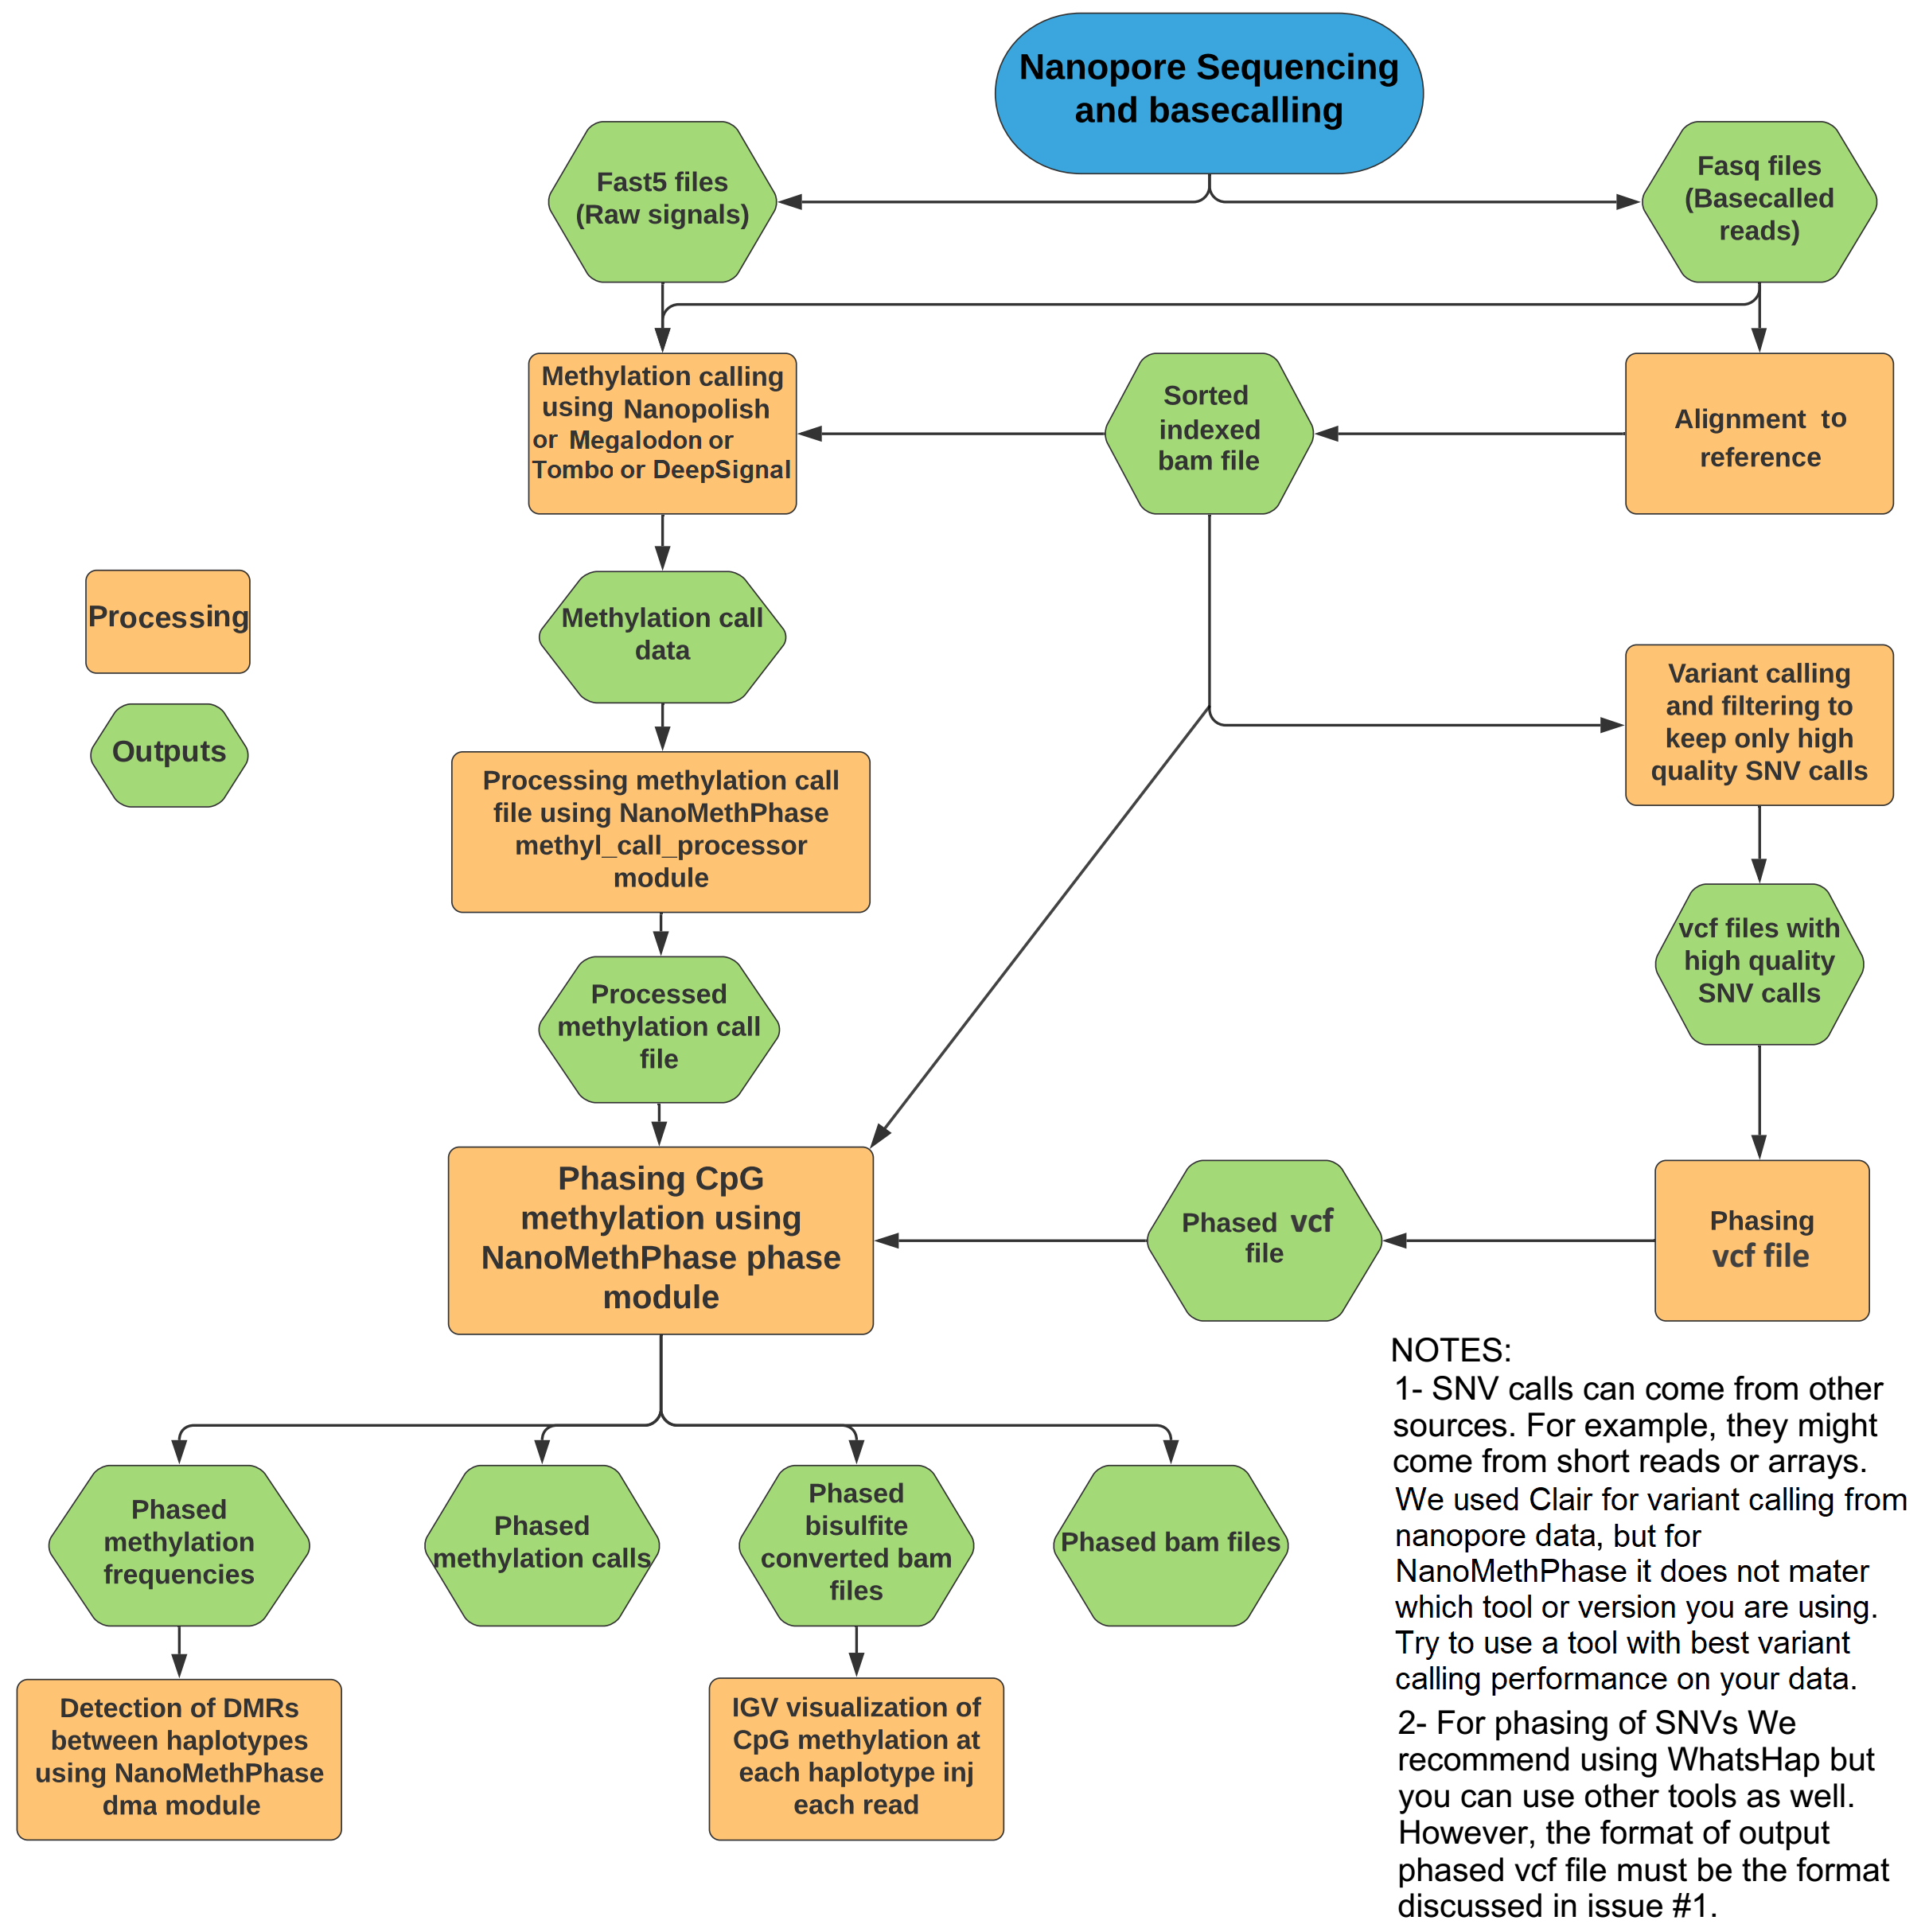 Nanopore Sequencing
and basecalling
Fast5 files
(Raw signals)
Fasq files
(Basecalled
reads)
Methylation calling
using Nanopolish
or Megalodon or
Tombo or DeepSignal
Sorted
indexed
bam file
Alignment to
reference
Processing
Outputs
Methylation call
data
Variant calling
and filtering to
keep only high
quality SNV calls
Processing methylation call
file using NanoMethPhase
methyl_call_processor
module
vcf files with
high quality
SNV calls
Processed
methylation call
file
Phasing CpG
methylation using
NanoMethPhase phase
module
Phased vcf
file
Phasing
vcf file
Phased
methylation
frequencies
Phased
methylation calls
Phased
bisulfite
converted bam
files
Phased bam files
Detection of DMRs
between haplotypes
using NanoMethPhase
dma module
IGV visualization of
CpG methylation at
each haplotype inj
each read
NOTES:
1- SNV calls can come from other
sources. For example, they might
come from short reads or arrays.
We used Clair for variant calling from
nanopore data, but for
NanoMethPhase it does not mater
which tool or version you are using.
Try to use a tool with best variant
calling performance on your data.
2- For phasing of SNVs We
recommend using WhatsHap but
you can use other tools as well.
However, the format of output
phased vcf file must be the format
discussed in issue #1.